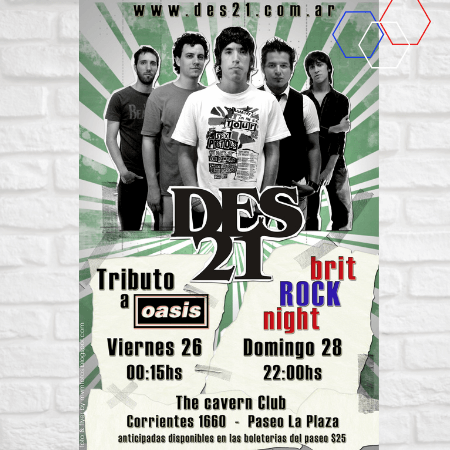 www.des21.com.ar
DES
21
Tributo
a
oasis
Viernes 26
00:15hs
brit
ROCK
night
Domingo 28
22:00hs
The cavern Club
Corrientes 1660 - Paseo La Plaza
anticipadas disponibles en las boleterias del paseo $25